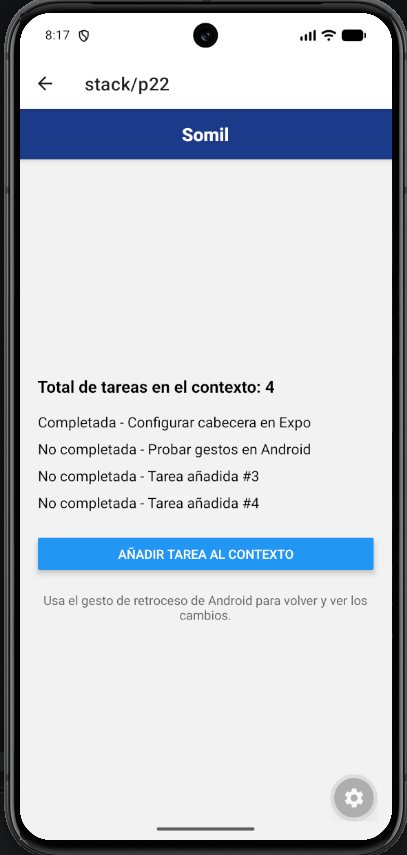 8:17
stack/p22
Somil
Total de tareas en el contexto: 4
Completada - Configurar cabecera en Expo
No completada - Probar gestos en Android
No completada - Tarea añadida #3
No completada - Tarea añadida #4
AÑADIR TAREA AL CONTEXTO
Usa el gesto de retroceso de Android para volver y ver los
cambios.